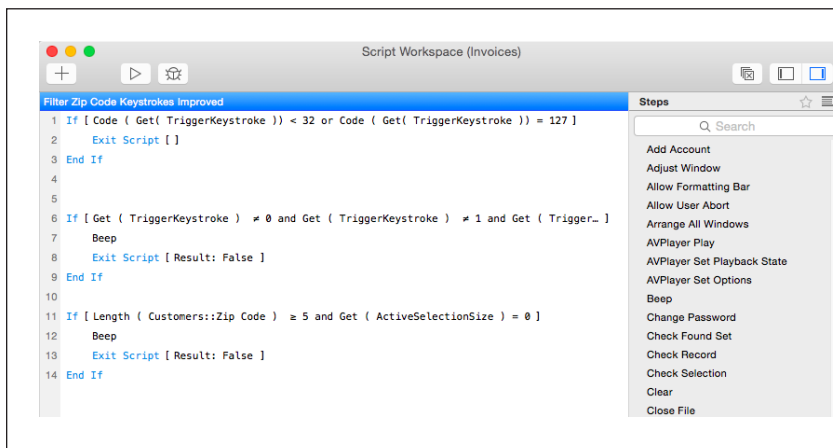 Script Workspace (Invoices)
Filter Zip Code Keystrokes Improved
1 If [ Code ( Get( TriggerKeystroke )) < 32 or Code ( Get( TriggerKeystroke )) = 127 ]
2 Exit Script [ ]
3 End If
4
5
6 If [ Get ( TriggerKeystroke ) ≠ 0 and Get ( TriggerKeystroke ) ≠ 1 and Get ( Trigger… ]
7 Beep
8 Exit Script [ Result: False ]
9 End If
10
11 If [ Length ( Customers::Zip Code ) ≥ 5 and Get ( ActiveSelectionSize ) = 0 ]
12 Beep
13 Exit Script [ Result: False ]
14 End If
Steps
Search
Add Account
Adjust Window
Allow Formatting Bar
Allow User Abort
Arrange All Windows
AVPlayer Play
AVPlayer Set Playback State
AVPlayer Set Options
Beep
Change Password
Check Found Set
Check Record
Check Selection
Clear
Close File